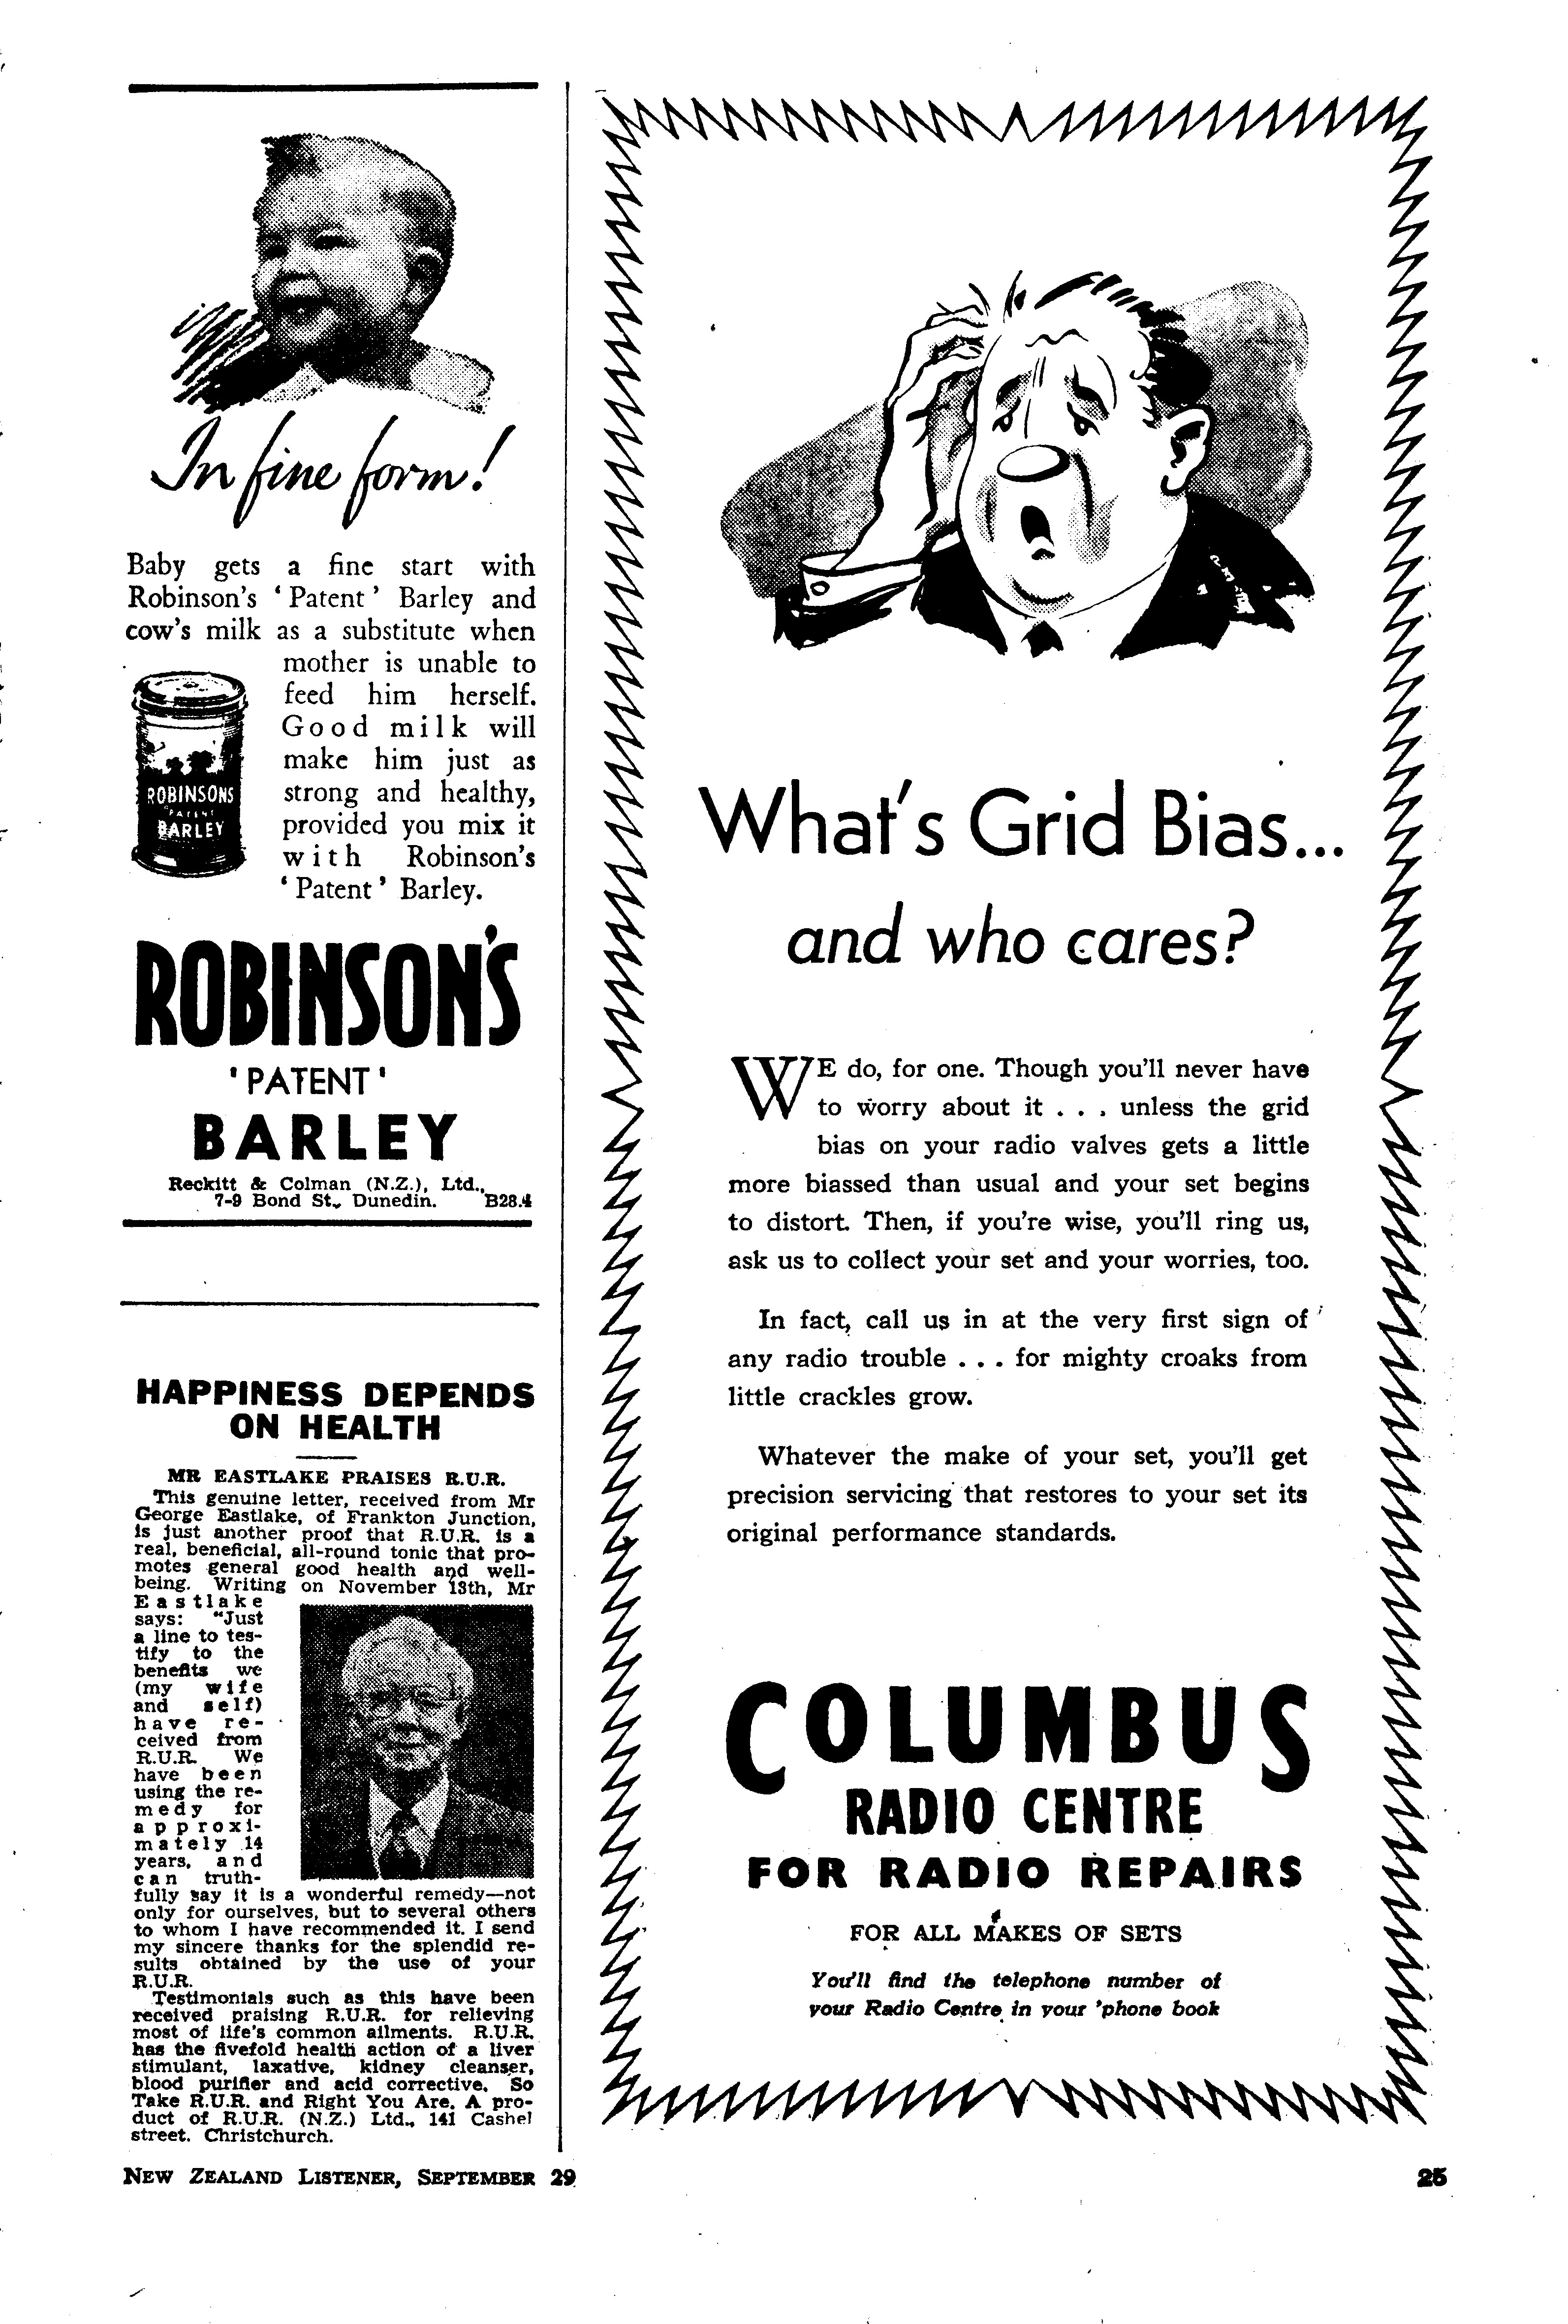 In fine form!
Baby gets a fine start with
Robinson's ‘Patent’ Barley and
cow's milk as a substitute when
mother is unable to
feed him herself.
Good milk will
make him just as
strong and healthy,
provided you mix it
with Robinson's
‘Patent’ Barley.
ROBINSONS
PATENT
BARLEY
ROBINSON'S
'PATENT'
BARLEY
Reckitt & Colman (N.Z.), Ltd.,
7-9 Bond St., Dunedin. B28.4
HAPPINESS DEPENDS
ON HEALTH
MR EASTLAKE PRAISES R.U.R.
This genuine letter, received from Mr
George Eastlake, of Frankton Junction,
is just another proof that R.U.R. is a
real, beneficial, all-round tonic that pro-
motes general good health and well-
being. Writing on November 13th, Mr
Eastlake
says: "Just
a line to tes-
tify to the
benefits we
(my wife
and self)
have re-
ceived from
R.U.R. We
have been
using the re-
medy for
approxi-
mately 14
years, and
can truth-
fully say it is a wonderful remedy—not
only for ourselves, but to several others
to whom I have recommended it. I send
my sincere thanks for the splendid re-
sults obtained by the use of your
R.U.R.
Testimonials such as this have been
received praising R.U.R. for relieving
most of life's common ailments. R.U.R.
has the fivefold health action of a liver
stimulant, laxative, kidney cleanser,
blood purifier and acid corrective. So
Take R.U.R. and Right You Are. A pro-
duct of R.U.R. (N.Z.) Ltd., 141 Cashel
street, Christchurch.
What's Grid Bias...
and who cares?
WE do, for one. Though you'll never have
to worry about it . . . unless the grid
bias on your radio valves gets a little
more biassed than usual and your set begins
to distort. Then, if you're wise, you'll ring us,
ask us to collect your set and your worries, too.
In fact, call us in at the very first sign of
any radio trouble . . . for mighty croaks from
little crackles grow.
Whatever the make of your set, you'll get
precision servicing that restores to your set its
original performance standards.
COLUMBUS
RADIO CENTRE
FOR RADIO REPAIRS
FOR ALL MAKES OF SETS
You'll find the telephone number of
your Radio Centre in your 'phone book
NEW ZEALAND LISTENER, SEPTEMBER 29
25